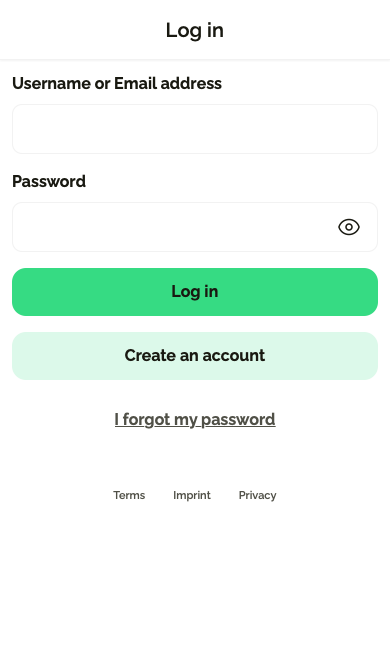 Log in
Username or Email address
Password
Log in
Create an account
I forgot my password
Terms Imprint Privacy